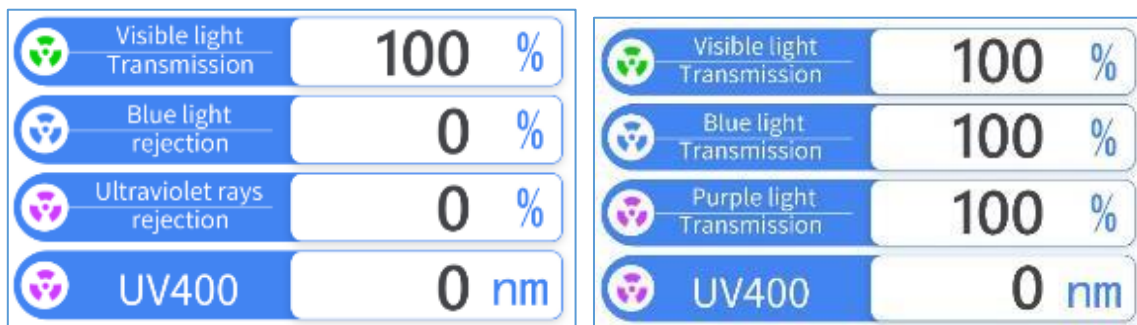 Visible light
Transmission
100 %
Blue light
rejection
0 %
Ultraviolet rays
rejection
0 %
UV400
0 nm
Visible light
Transmission
100 %
Blue light
Transmission
100 %
Purple light
Transmission
100 %
UV400
0 nm